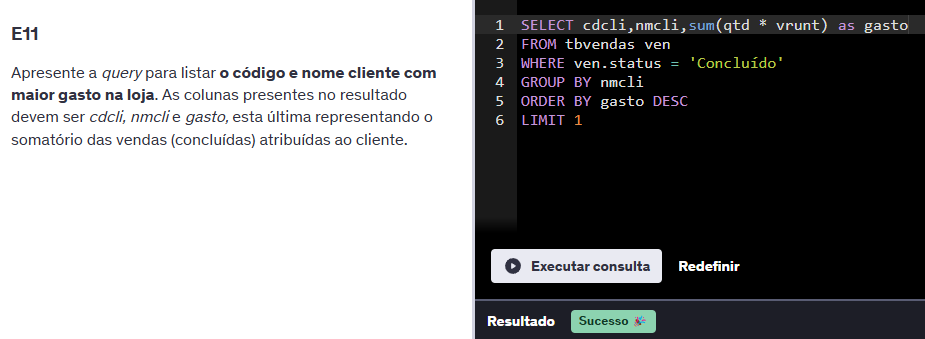 E11
Apresente a query para listar o código e nome cliente com
maior gasto na loja. As colunas presentes no resultado
devem ser cdcli, nmcli e gasto, esta última representando o
somatório das vendas (concluídas) atribuídas ao cliente.
1 SELECT cdcli,nmcli,sum(qtd * vrunt) as gasto
2 FROM tbvendas ven
3 WHERE ven.status = 'Concluído'
4 GROUP BY nmcli
5 ORDER BY gasto DESC
6 LIMIT 1
Executar consulta Redefinir
Resultado Sucesso 🎉